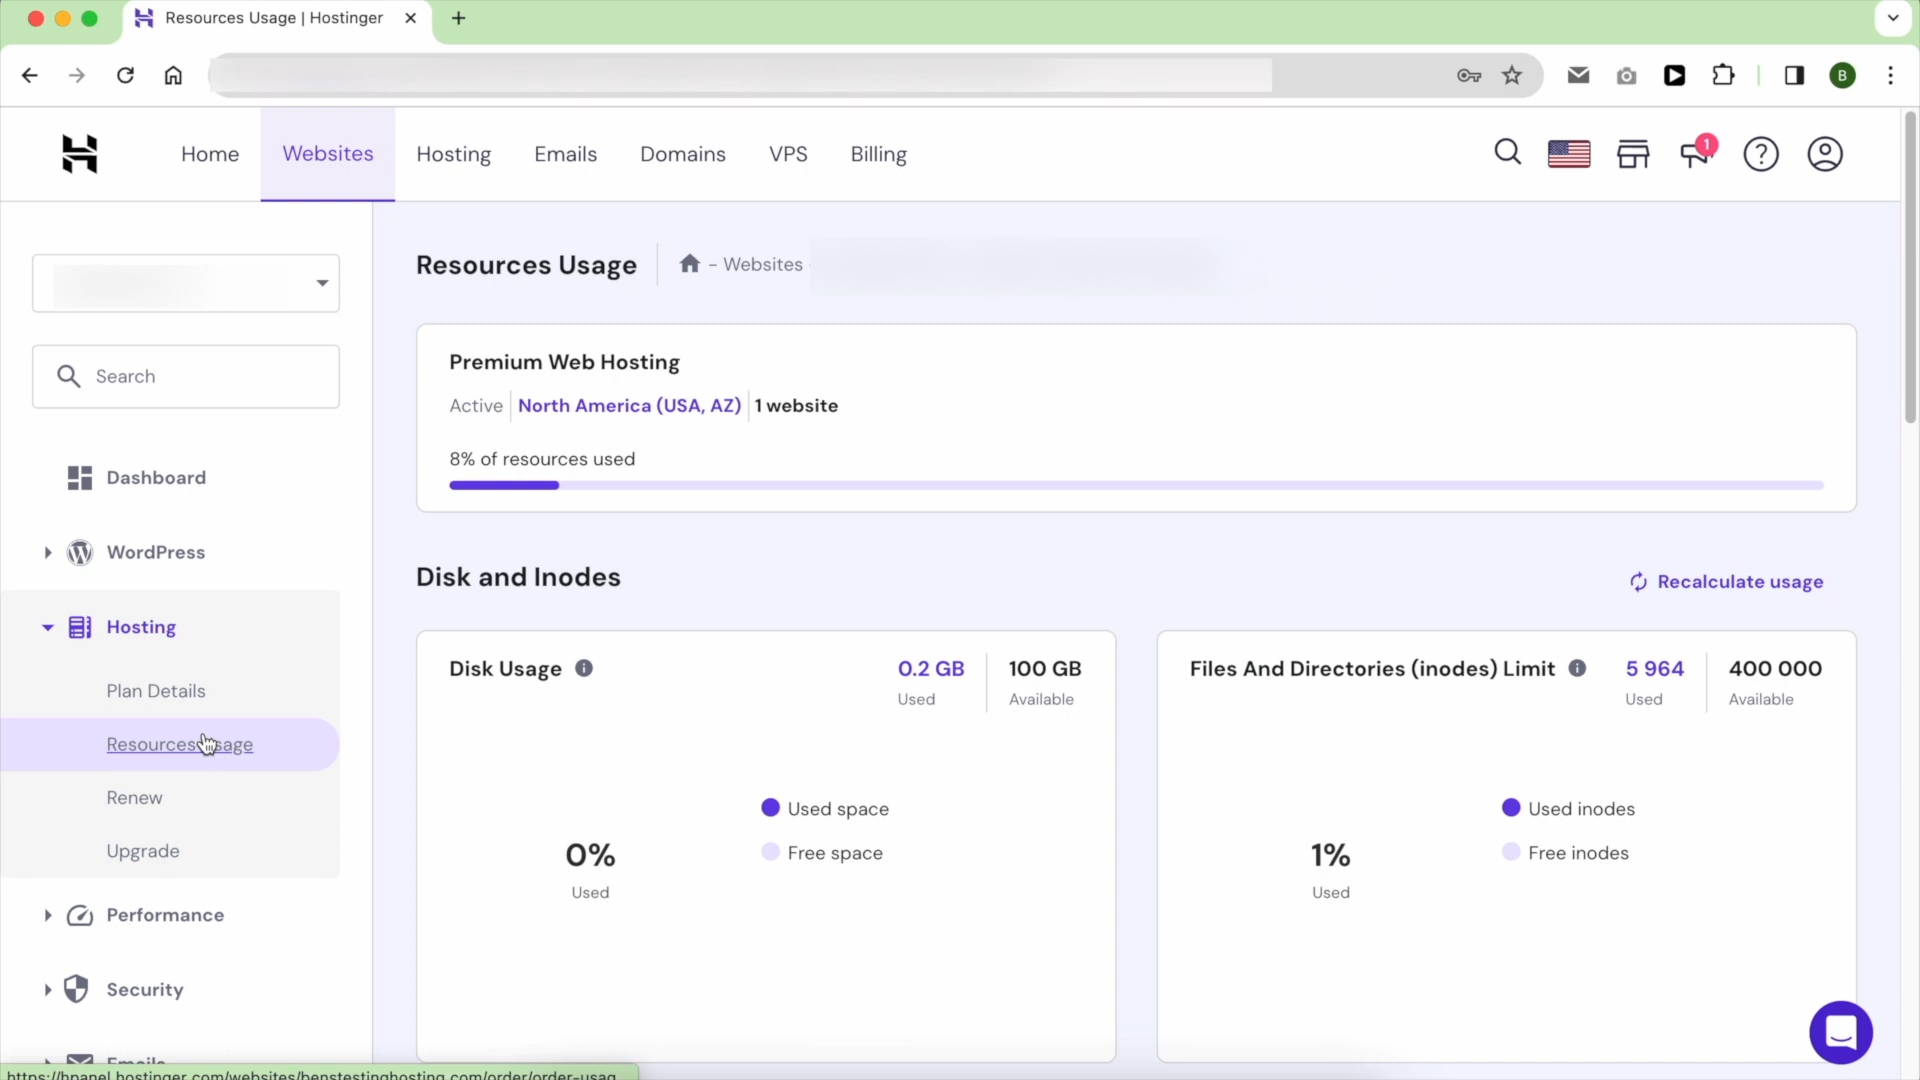 Resources Usage | Hostinger
B
Home
Websites
Hosting
Emails
Domains
VPS
Billing
1
Resources Usage
- Websites
Search
Premium Web Hosting
Active
North America (USA, AZ)
1 website
8% of resources used
Dashboard
WordPress
Hosting
Plan Details
Resources Usage
Renew
Upgrade
Performance
Security
Emails
Disk and Inodes
Recalculate usage
Disk Usage
0.2 GB
Used
100 GB
Available
0%
Used
Used space
Free space
Files And Directories (inodes) Limit
5 964
Used
400 000
Available
1%
Used
Used inodes
Free inodes
https://hpanel.hostinger.com/websites/benstestinghosting.com/order/order-usag